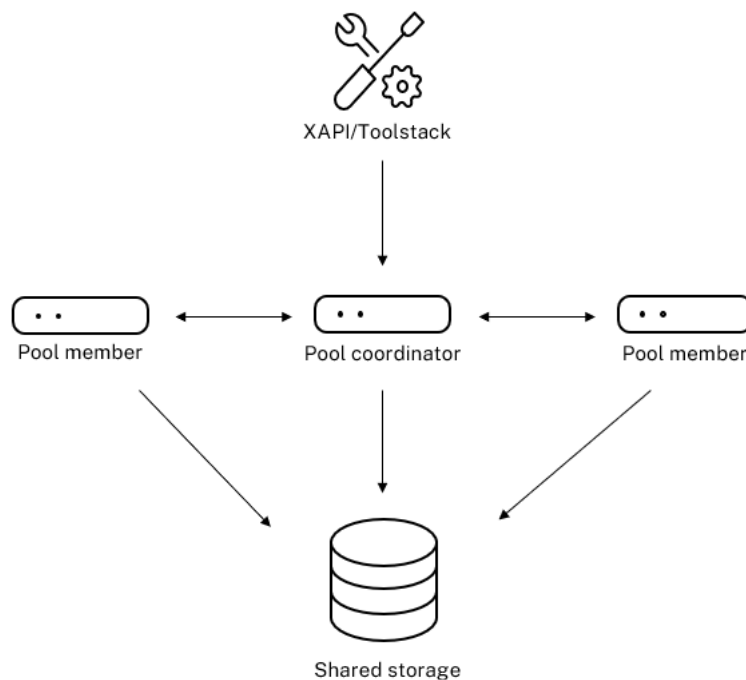 XAPI/Toolstack
Pool member
Pool coordinator
Pool member
Shared storage